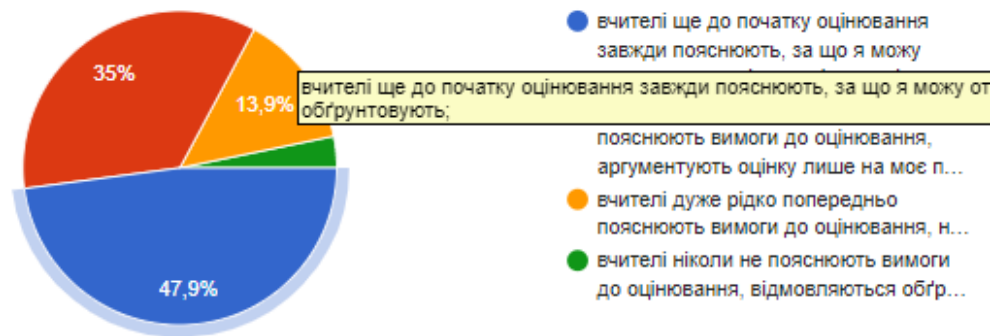 35%
13,9%
47,9%
вчителі ще до початку оцінювання
завжди пояснюють, за що я можу
вчителі ще до початку оцінювання завжди пояснюють, за що я можу от
обґрунтовують;
пояснюють вимоги до оцінювання,
аргументують оцінку лише на моє п...
вчителі дуже рідко попередньо
пояснюють вимоги до оцінювання, н...
вчителі ніколи не пояснюють вимоги
до оцінювання, відмовляються обґр...